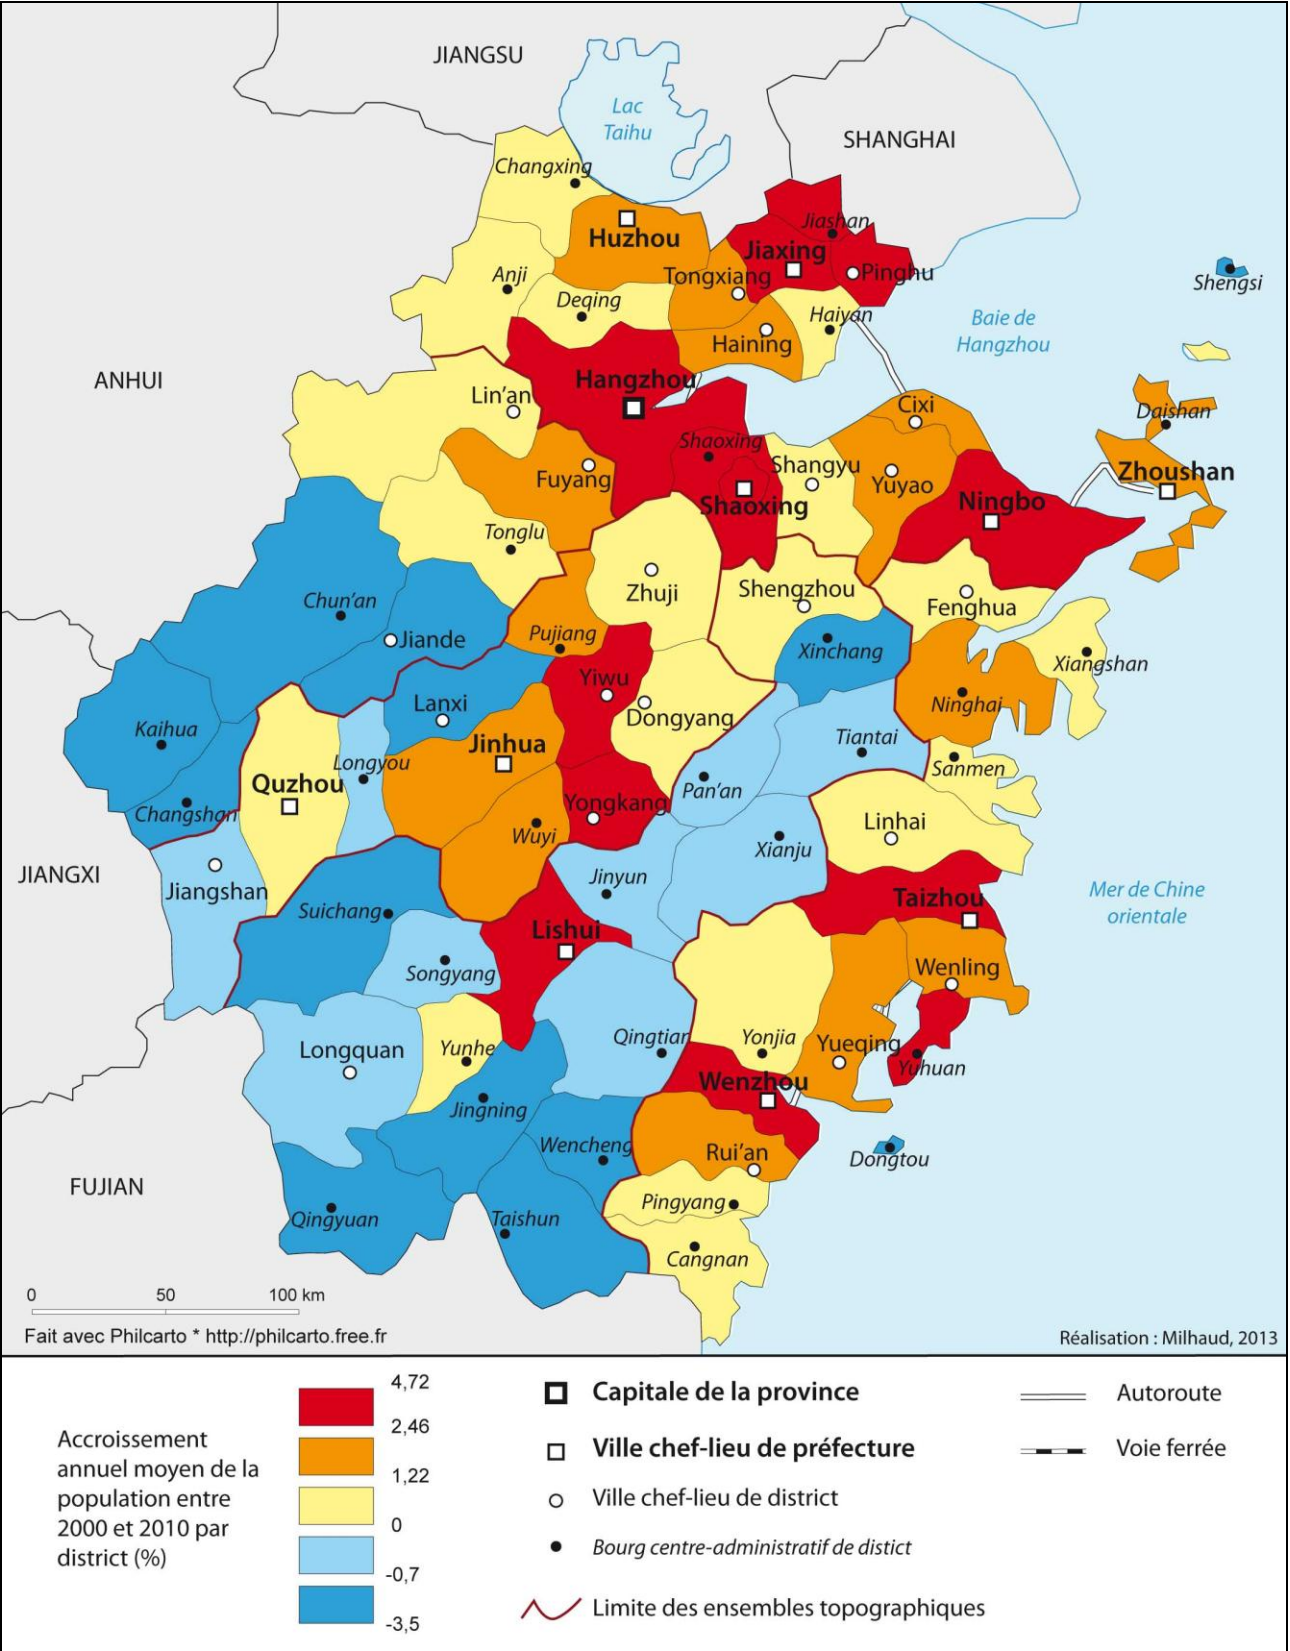 JIANGSU
Lac
Taihu
SHANGHAI
Changxing
Huzhou
Jiashan
Jiaxing
Tongxiang
Pinghu
Anji
Deqing
Haiyan
Shengsi
Baie de
Hangzhou
Haining
ANHUI
Hangzhou
Lin'an
Cixi
Daishan
Shaoxing
Shangyu
Fuyang
Yuyao
Zhoushan
Shaoxing
Ningbo
Tonglu
Zhuji
Shengzhou
Fenghua
Chun'an
Jiande
Pujiang
Xinchang
Xiangshan
Yiwu
Lanxi
Dongyang
Ninghai
Kaihua
Jinhua
Tiantai
Longyou
Sanmen
Quzhou
Pan'an
Changshan
Yongkang
Wuyi
Linhai
Xianju
JIANGXI
Jiangshan
Jinyun
Mer de Chine
orientale
Taizhou
Suichang
Lishui
Songyang
Wenling
Longquan
Yunhe
Qingtian
Yonjia
Yueqing
Yuhuan
Wenzhou
Jingning
Wencheng
Rui'an
Dongtou
FUJIAN
Pingyang
Qingyuan
Taishun
Cangnan
0 50 100 km
Fait avec Philcarto * http://philcarto.free.fr
Réalisation : Milhaud, 2013
Accroissement
annuel moyen de la
population entre
2000 et 2010 par
district (%)
4,72
2,46
1,22
0
-0,7
-3,5
Capitale de la province
Ville chef-lieu de préfecture
Ville chef-lieu de district
Bourg centre-administratif de distict
Limite des ensembles topographiques
Autoroute
Voie ferrée